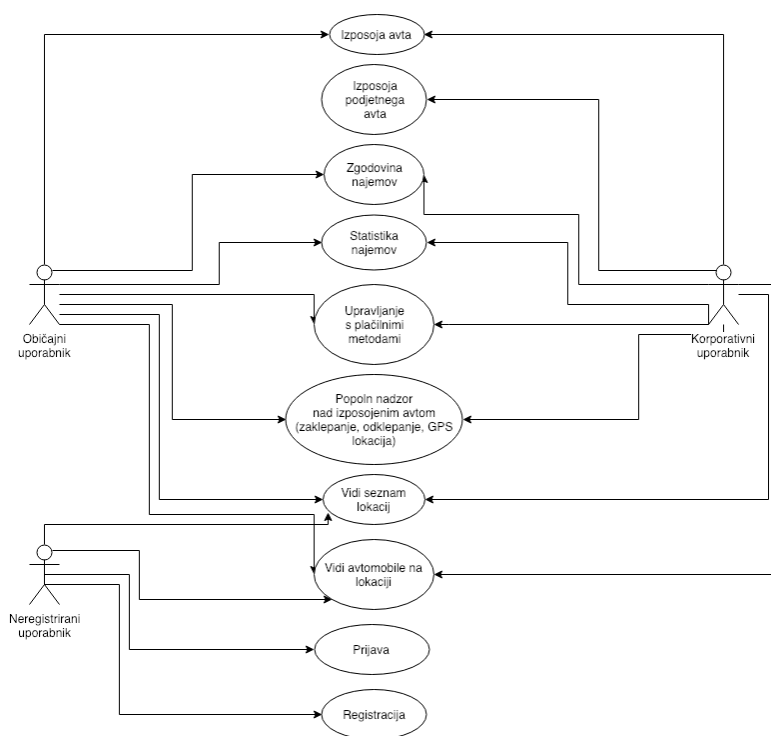 Izposoja avta
Izposoja
podjetnega
avta
Zgodovina
najemov
Statistika
najemov
Upravljanje
s plačilnimi
metodami
Običajni
uporabnik
Korporativni
uporabnik
Popoln nadzor
nad izposojenim avtom
(zaklepanje, odklepanje, GPS
lokacija)
Vidi seznam
lokacij
Vidi avtomobile na
lokaciji
Neregistrirani
uporabnik
Prijava
Registracija